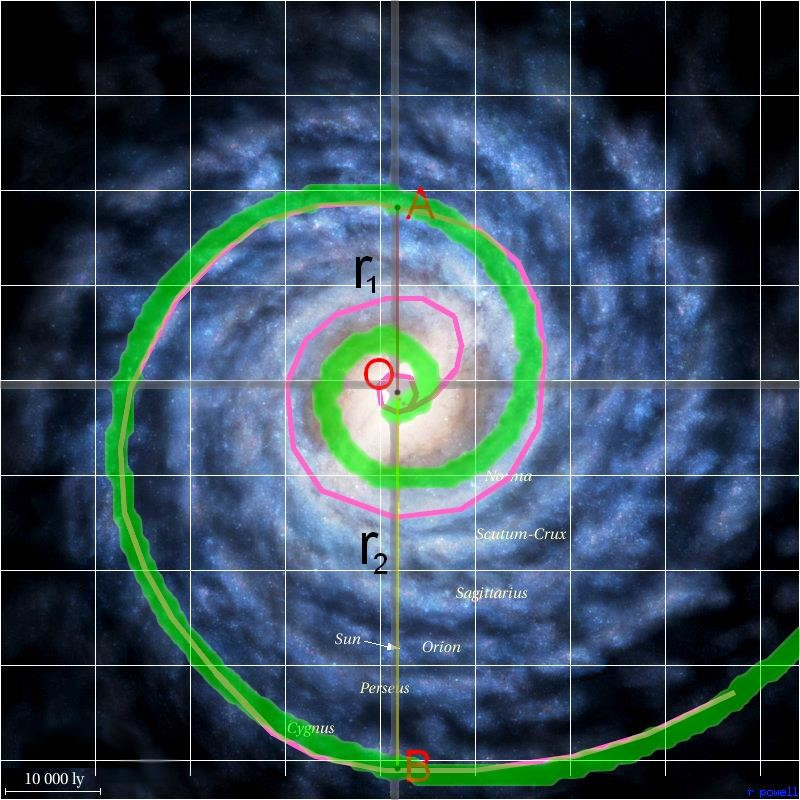 A
r1
O
Norma
Scutum-Crux
r2
Sagittarius
Sun
Orion
Perseus
Cygnus
B
10 000 ly
r powell